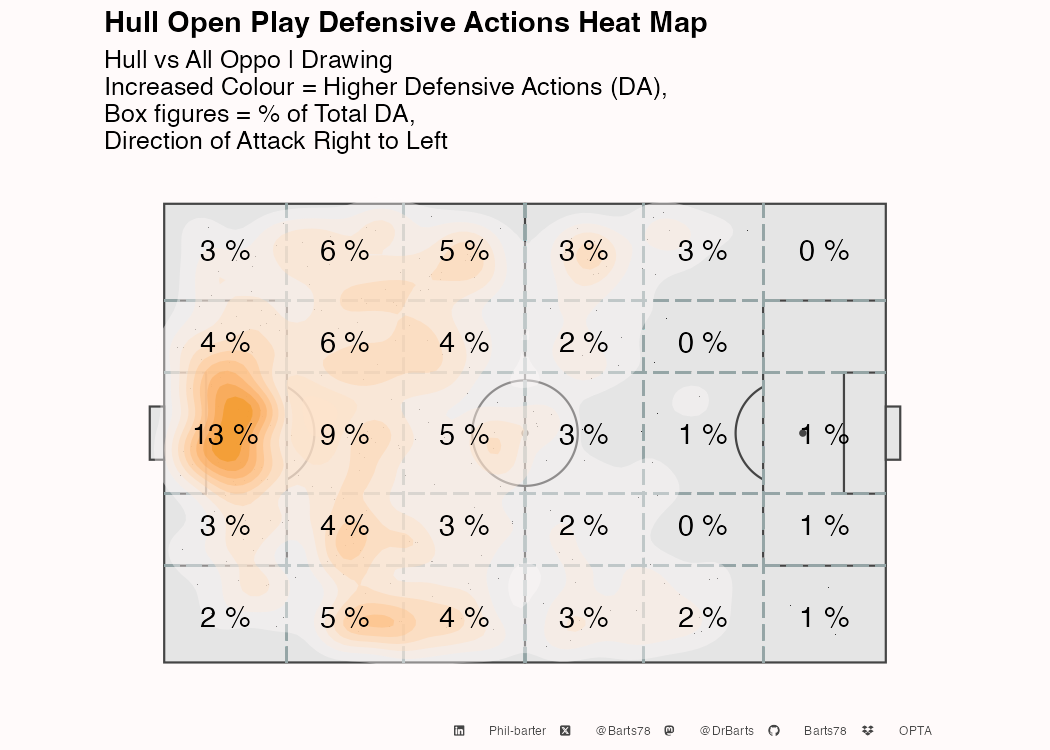 Hull Open Play Defensive Actions Heat Map
Hull vs All Oppo | Drawing
Increased Colour = Higher Defensive Actions (DA),
Box figures = % of Total DA,
Direction of Attack Right to Left
3 % 6 % 5 % 3 % 3 % 0 %
4 % 6 % 4 % 2 % 0 %
13 % 9 % 5 % 3 % 1 % 1 %
3 % 4 % 3 % 2 % 0 % 1 %
2 % 5 % 4 % 3 % 2 % 1 %
Phil-barter @Barts78 @DrBarts Barts78 OPTA